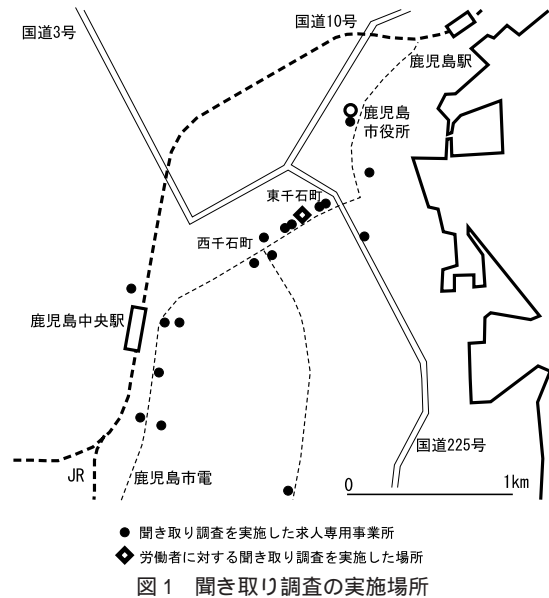 国道3号
国道10号
鹿児島駅
鹿児島
市役所
東千石町
西千石町
鹿児島中央駅
国道225号
JR
鹿児島市電
0 1km
聞き取り調査を実施した求人専用事業所
労働者に対する聞き取り調査を実施した場所
図1 聞き取り調査の実施場所